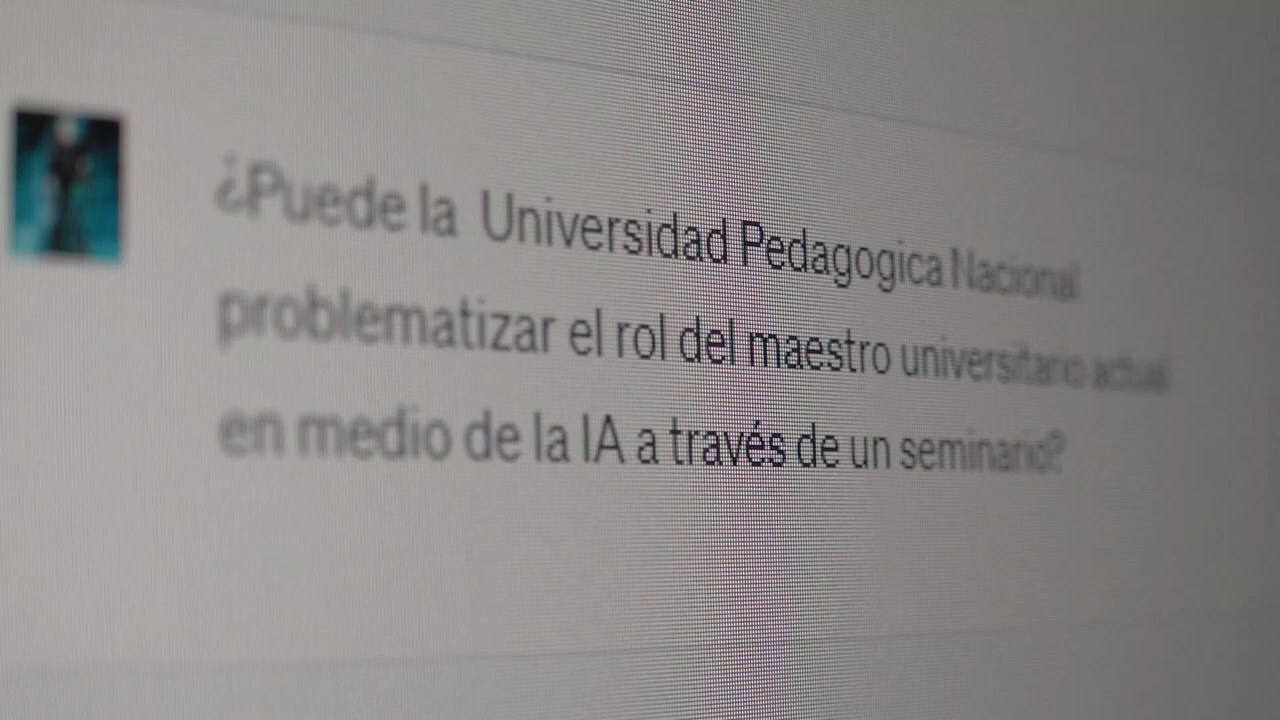 ¿Puede la Universidad Pedagogica Nacional
problematizar el rol del maestro universitario actual
en medio de la IA a través de un seminario?